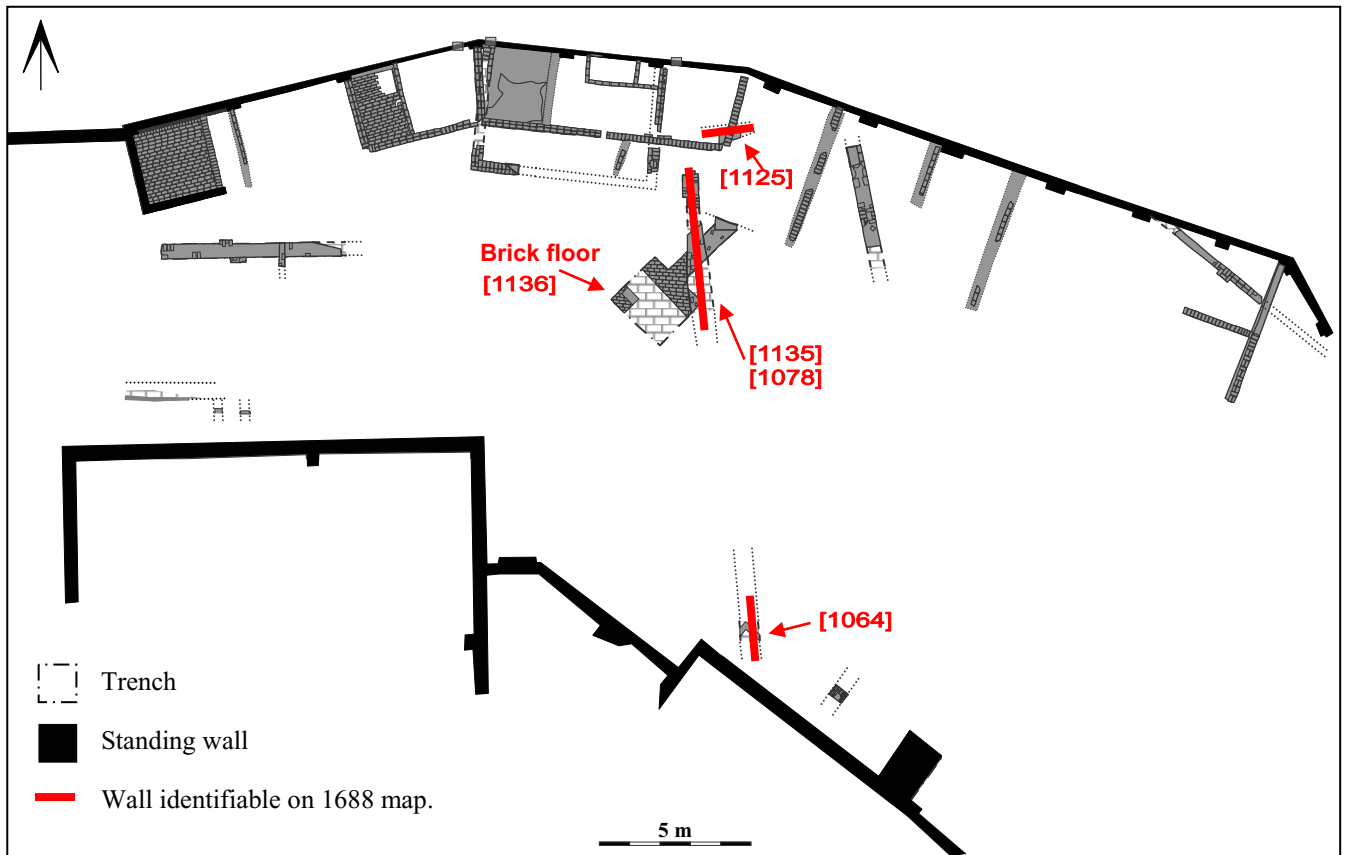 [1125]
Brick floor
[1136]
[1135]
[1078]
[1064]
Trench
Standing wall
Wall identifiable on 1688 map.
5 m